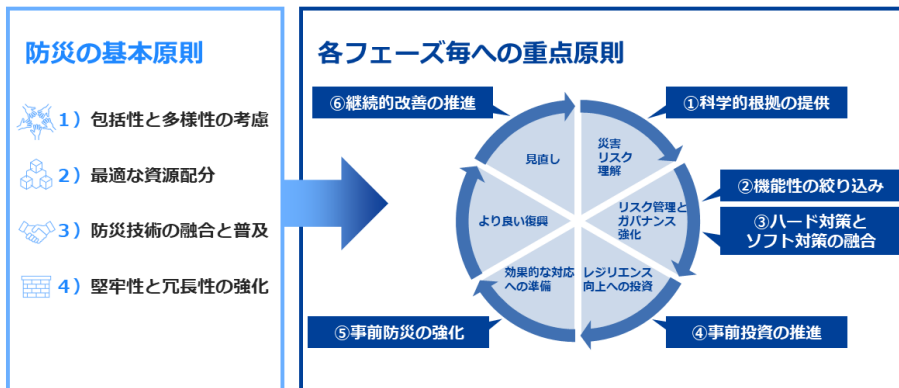 防災の基本原則
1）包括性と多様性の考慮
2）最適な資源配分
3）防災技術の融合と普及
4）堅牢性と冗長性の強化
各フェーズ毎への重点原則
⑥継続的改善の推進
①科学的根拠の提供
見直し
災害
リスク
理解
②機能性の絞り込み
より良い復興
リスク管理と
ガバナンス
強化
③ハード対策と
ソフト対策の融合
効果的な対応
への準備
レジリエンス
向上への投資
⑤事前防災の強化
④事前投資の推進